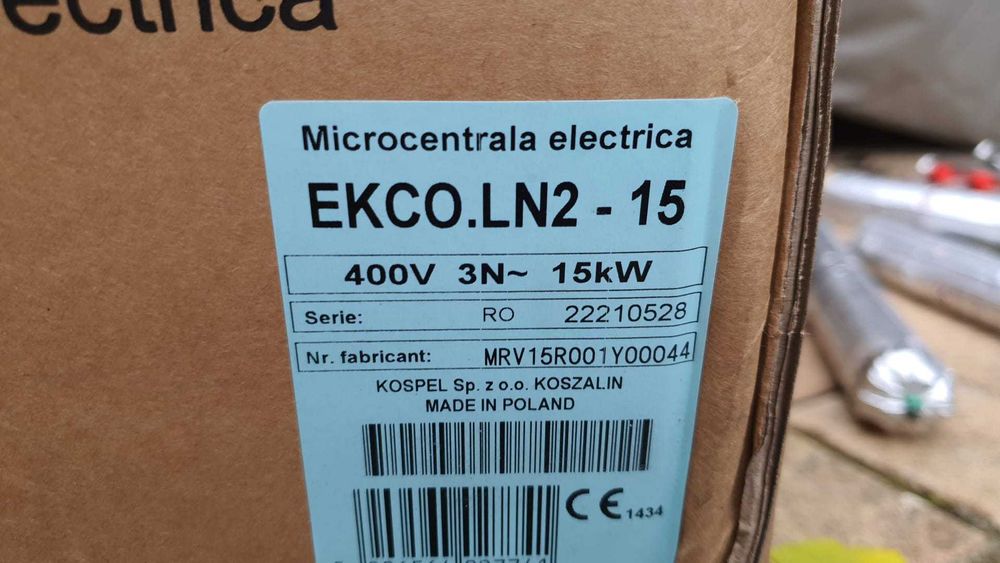 Microcentrala electrica
EKCO.LN2 - 15
400V 3N~ 15kW
Serie: RO 22210528
Nr. fabricant: MRV15R001Y00044
KOSPEL Sp. z o.o. KOSZALIN
MADE IN POLAND
CE 1434